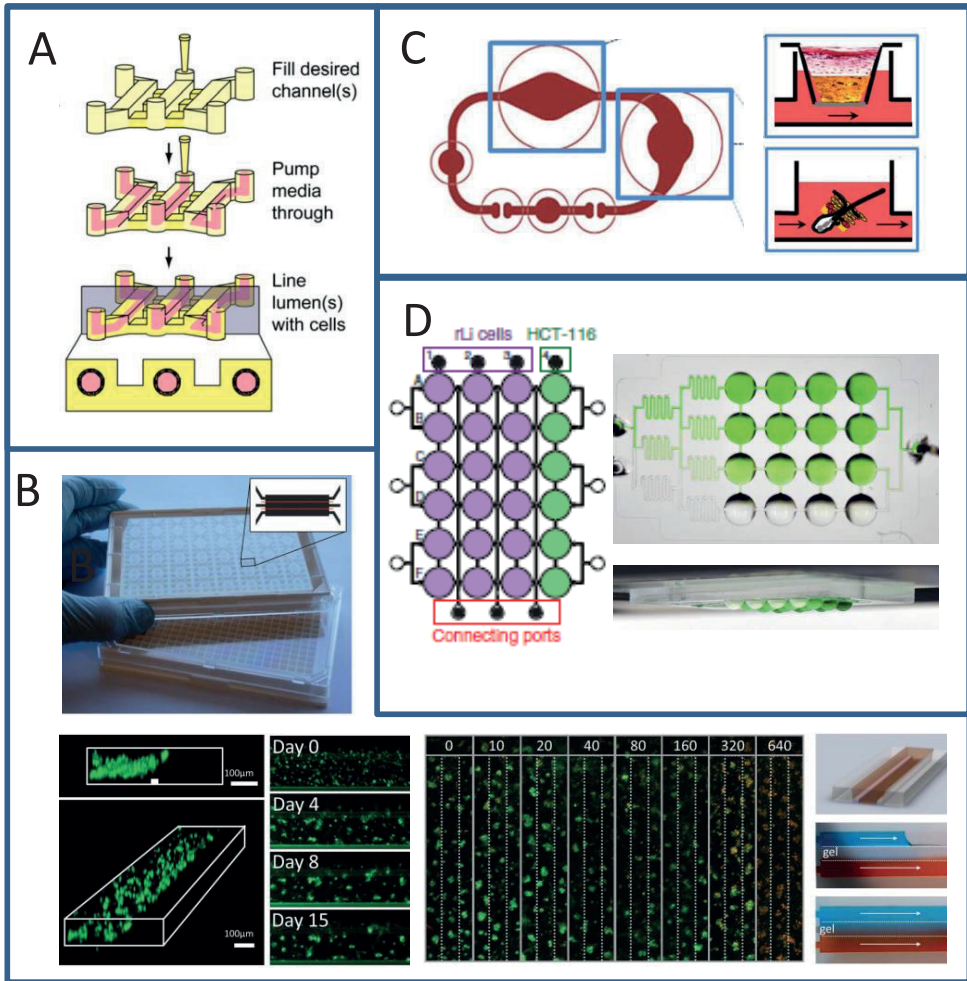 A
Fill desired
channel(s)
Pump
media
through
Line
lumen(s)
with cells
C
D
rLi cells HCT-116
1 2 3 4
A
B
C
D
E
F
Connecting ports
B
B
100µm
100µm
Day 0
Day 4
Day 8
Day 15
0 10 20 40 80 160 320 640
gel
gel